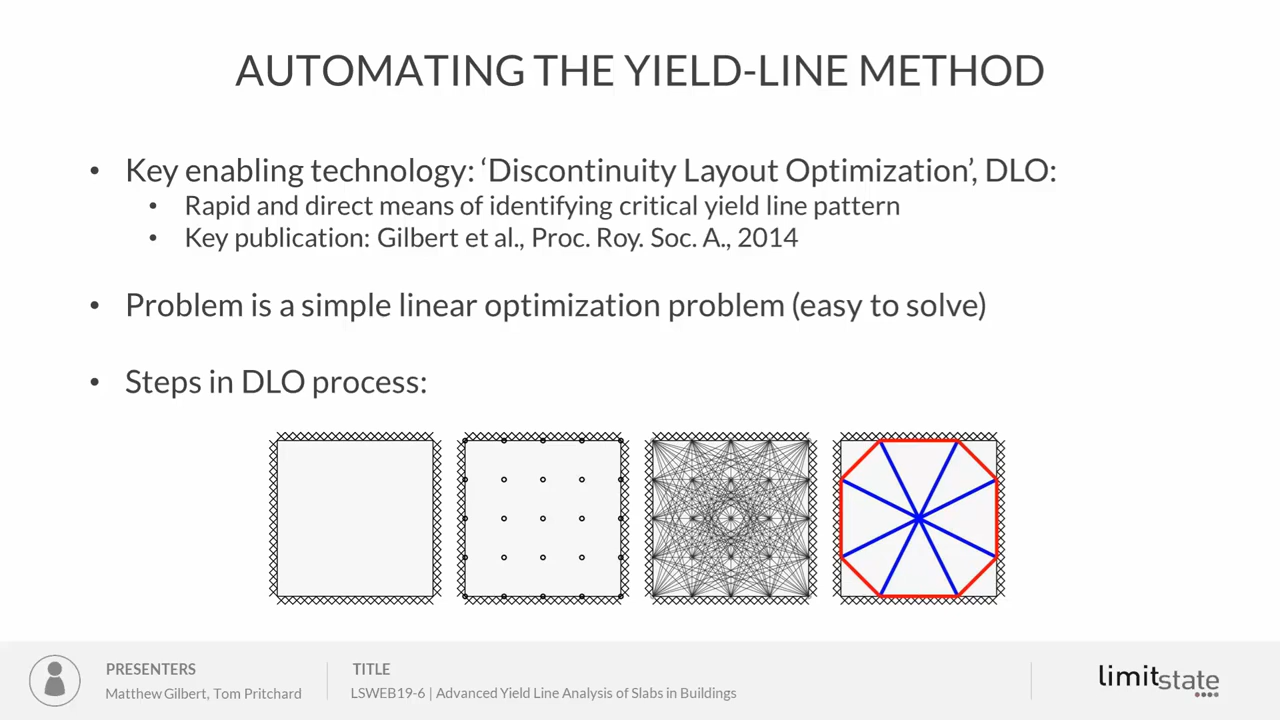 AUTOMATING THE YIELD-LINE METHOD
• Key enabling technology: ‘Discontinuity Layout Optimization’, DLO:
• Rapid and direct means of identifying critical yield line pattern
• Key publication: Gilbert et al., Proc. Roy. Soc. A., 2014
• Problem is a simple linear optimization problem (easy to solve)
• Steps in DLO process:
PRESENTERS
Matthew Gilbert, Tom Pritchard
TITLE
LSWEB19-6 | Advanced Yield Line Analysis of Slabs in Buildings
limitstate